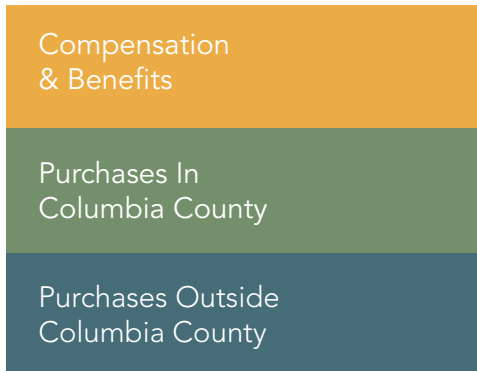 Compensation
& Benefits
Purchases In
Columbia County
Purchases Outside
Columbia County